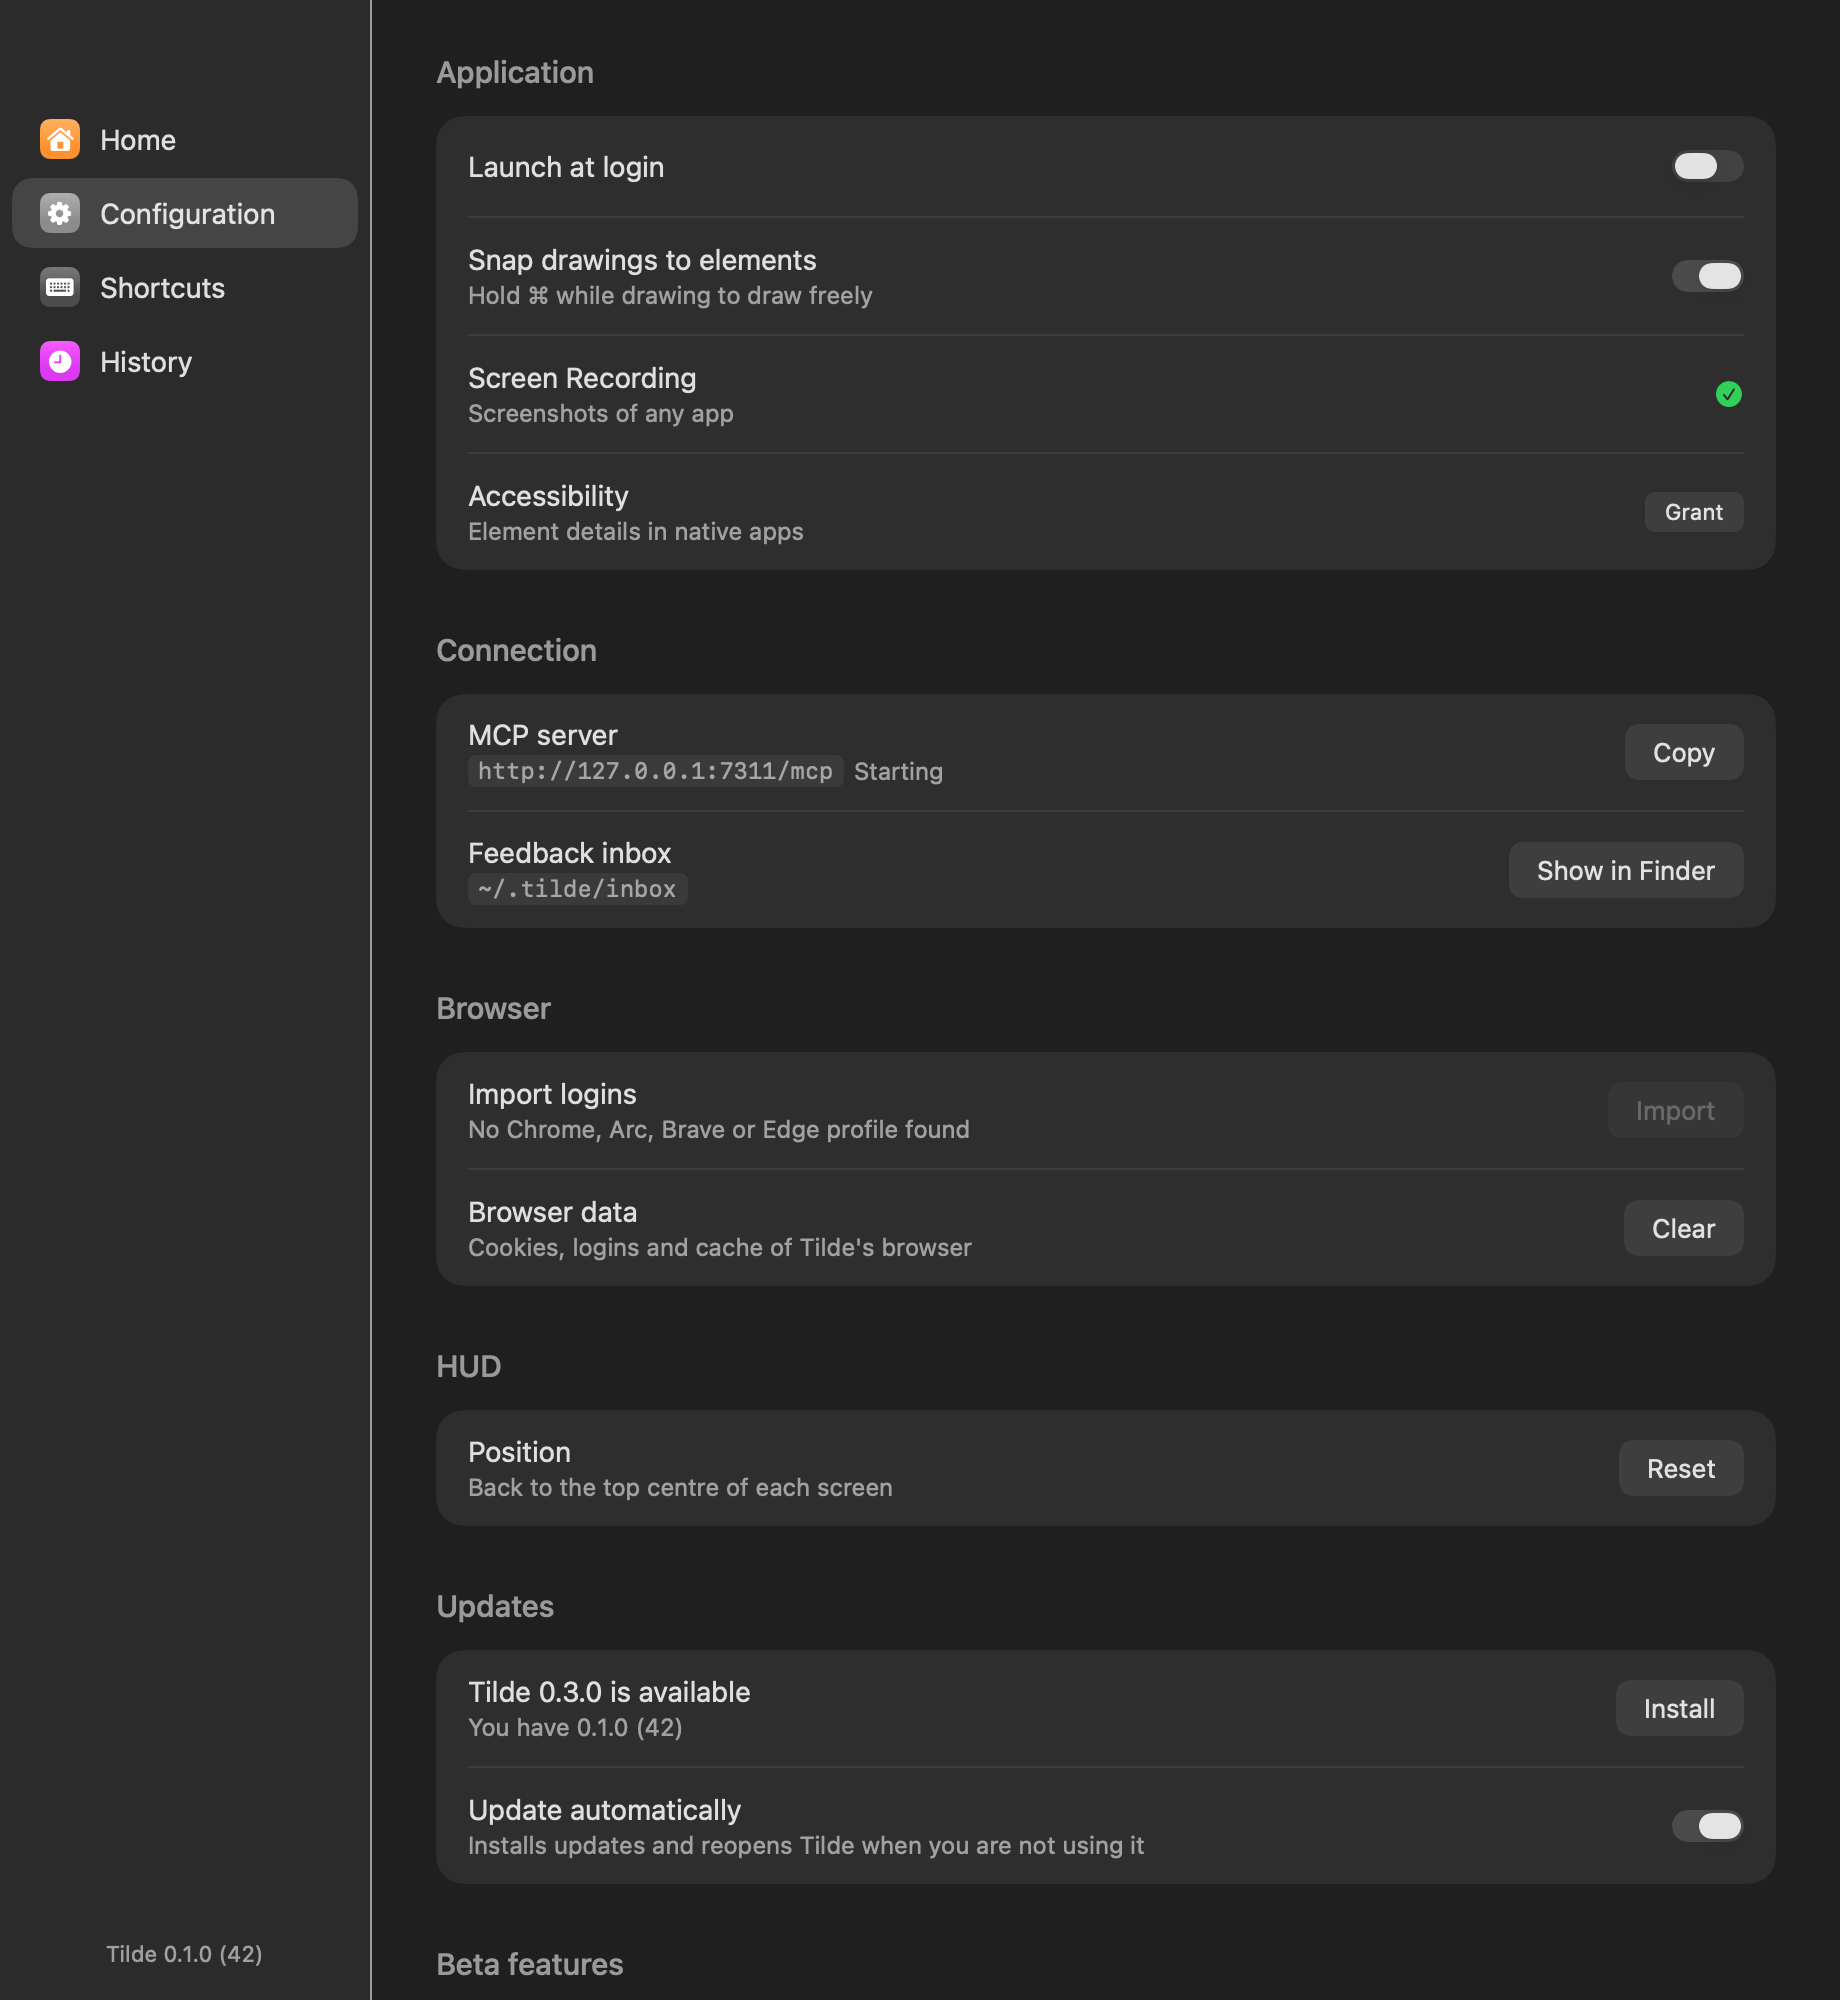 Home
Configuration
Shortcuts
History
Tilde 0.1.0 (42)
Application
Launch at login
Snap drawings to elements
Hold ⌘ while drawing to draw freely
Screen Recording
Screenshots of any app
Accessibility
Element details in native apps
Grant
Connection
MCP server
http://127.0.0.1:7311/mcp Starting
Copy
Feedback inbox
~/.tilde/inbox
Show in Finder
Browser
Import logins
No Chrome, Arc, Brave or Edge profile found
Import
Browser data
Cookies, logins and cache of Tilde's browser
Clear
HUD
Position
Back to the top centre of each screen
Reset
Updates
Tilde 0.3.0 is available
You have 0.1.0 (42)
Install
Update automatically
Installs updates and reopens Tilde when you are not using it
Beta features